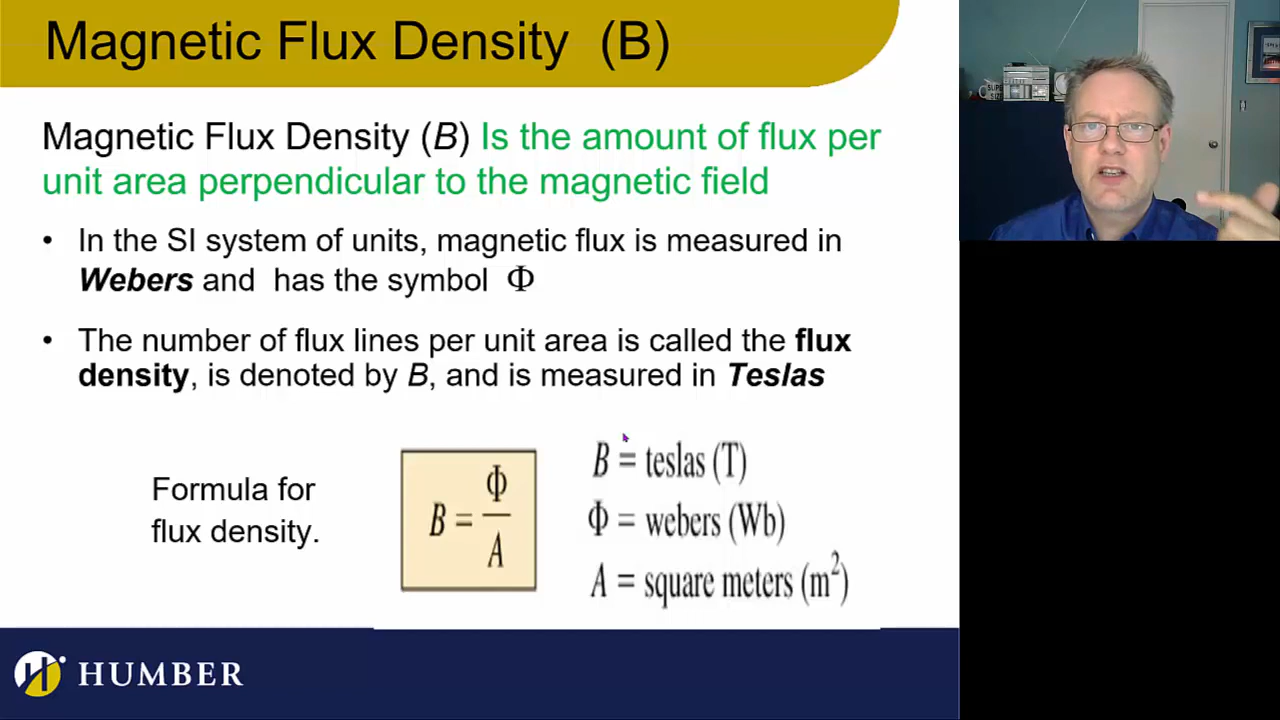 Magnetic Flux Density (B)
Magnetic Flux Density (B) Is the amount of flux per
unit area perpendicular to the magnetic field
• In the SI system of units, magnetic flux is measured in
Webers and has the symbol Φ
• The number of flux lines per unit area is called the flux
density, is denoted by B, and is measured in Teslas
Formula for
flux density.
B = Φ/A
B = teslas (T)
Φ = webers (Wb)
A = square meters (m²)
HUMBER